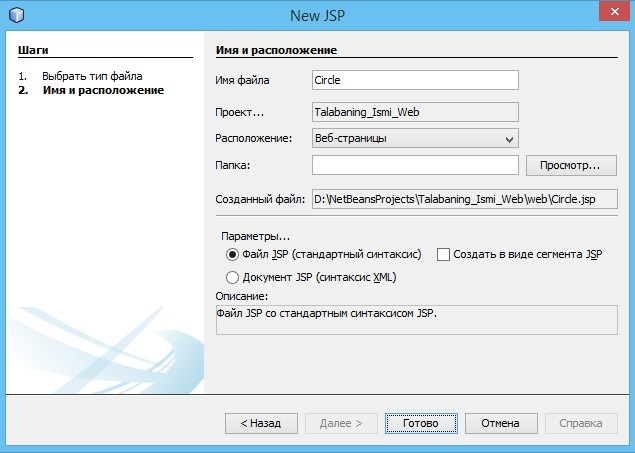 New JSP
Шаги
1. Выбрать тип файла
2. Имя и расположение
Имя и расположение
Имя файла Circle
Проект... Talabaning_Ismi_Web
Расположение: Веб-страницы
Папка: Просмотр...
Созданный файл: D:\NetBeansProjects\Talabaning_Ismi_Web\web\Circle.jsp
Параметры...
Файл JSP (стандартный синтаксис) Создать в виде сегмента JSP
Документ JSP (синтаксис XML)
Описание:
Файл JSP со стандартным синтаксисом JSP.
< Назад Далее > Готово Отмена Справка